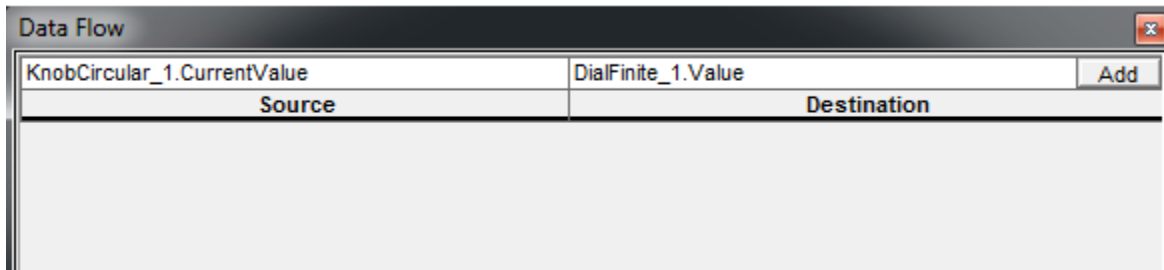 Data Flow
KnobCircular_1.CurrentValue DialFinite_1.Value Add
Source Destination